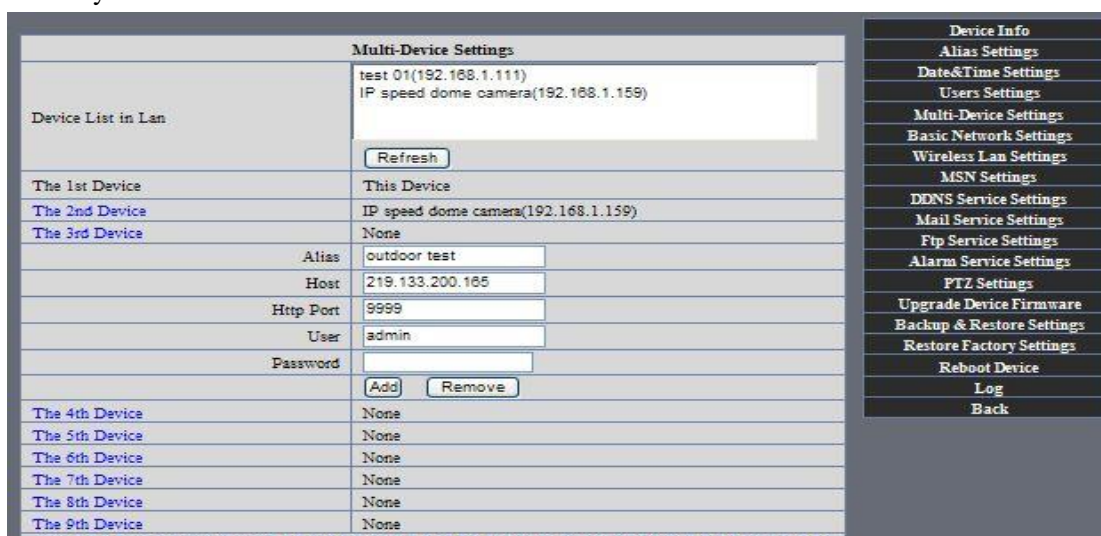 Multi-Device Settings
Device List in Lan
test 01(192.168.1.111)
IP speed dome camera(192.168.1.159)
Refresh
The 1st Device This Device
The 2nd Device IP speed dome camera(192.168.1.159)
The 3rd Device None
Alias outdoor test
Host 219.133.200.165
Http Port 9999
User admin
Password
Add Remove
The 4th Device None
The 5th Device None
The 6th Device None
The 7th Device None
The 8th Device None
The 9th Device None
Device Info
Alias Settings
Date&Time Settings
Users Settings
Multi-Device Settings
Basic Network Settings
Wireless Lan Settings
MSN Settings
DDNS Service Settings
Mail Service Settings
Ftp Service Settings
Alarm Service Settings
PTZ Settings
Upgrade Device Firmware
Backup & Restore Settings
Restore Factory Settings
Reboot Device
Log
Back